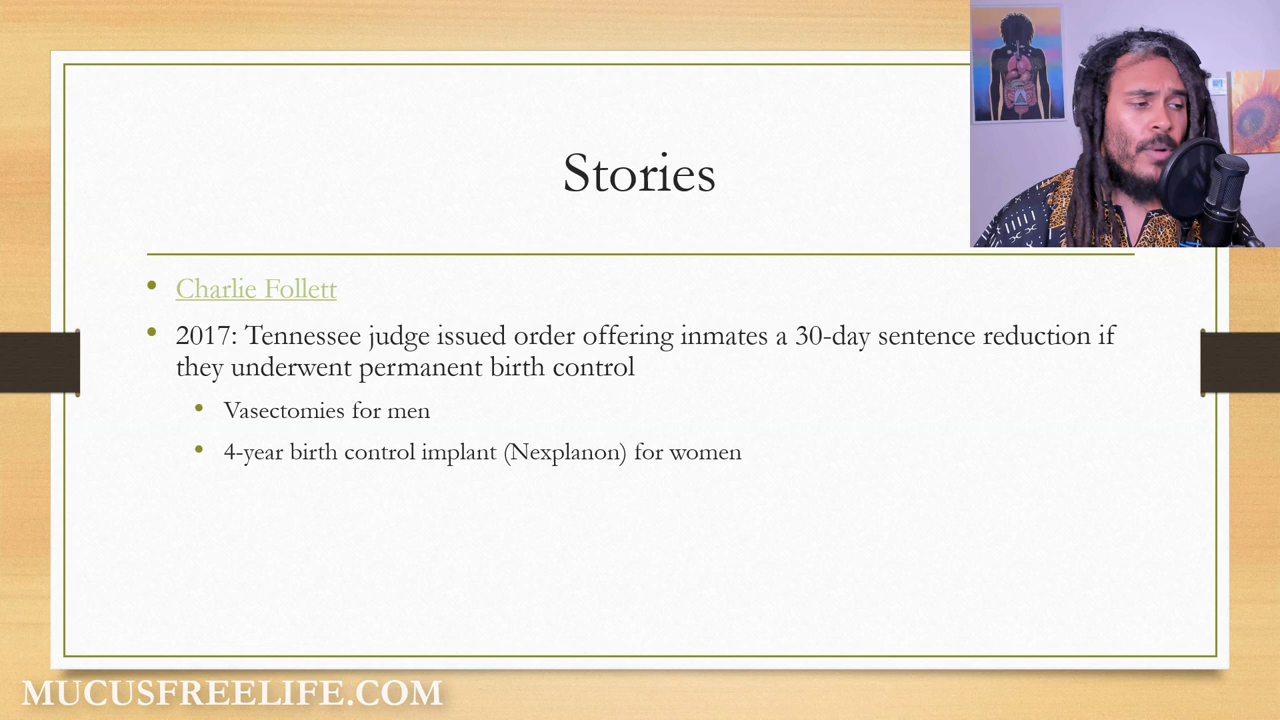 Stories
• Charlie Follett
• 2017: Tennessee judge issued order offering inmates a 30-day sentence reduction if
they underwent permanent birth control
• Vasectomies for men
• 4-year birth control implant (Nexplanon) for women
MUCUSFREELIFE.COM